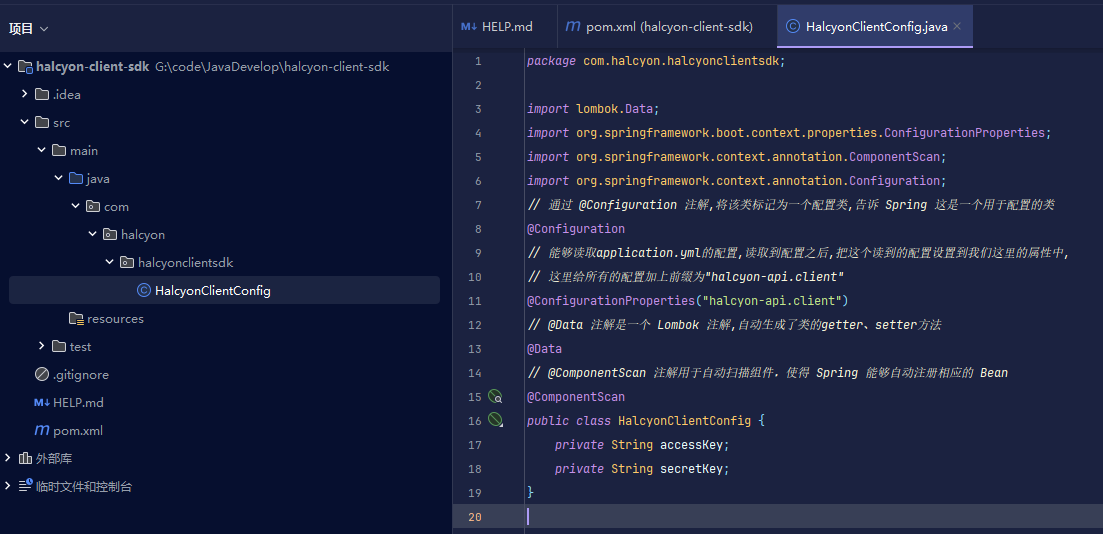 项目
halcyon-client-sdk G:\code\JavaDevelop\halcyon-client-sdk
.idea
src
main
java
com
halcyon
halcyonclientsdk
HalcyonClientConfig
resources
test
.gitignore
HELP.md
pom.xml
外部库
临时文件和控制台
HELP.md
pom.xml (halcyon-client-sdk)
HalcyonClientConfig.java
1 package com.halcyon.halcyonclientsdk;
2
3 import lombok.Data;
4 import org.springframework.boot.context.properties.ConfigurationProperties;
5 import org.springframework.context.annotation.ComponentScan;
6 import org.springframework.context.annotation.Configuration;
7 // 通过 @Configuration 注解,将该类标记为一个配置类,告诉 Spring 这是一个用于配置的类
8 @Configuration
9 // 能够读取application.yml的配置,读取到配置之后,把这个读到的配置设置到我们这里的属性中,
10 // 这里给所有的配置加上前缀为"halcyon-api.client"
11 @ConfigurationProperties("halcyon-api.client")
12 // @Data 注解是一个 Lombok 注解,自动生成了类的getter、setter方法
13 @Data
14 // @ComponentScan 注解用于自动扫描组件．使得 Spring 能够自动注册相应的 Bean
15 @ComponentScan
16 public class HalcyonClientConfig {
17 private String accessKey;
18 private String secretKey;
19 }
20